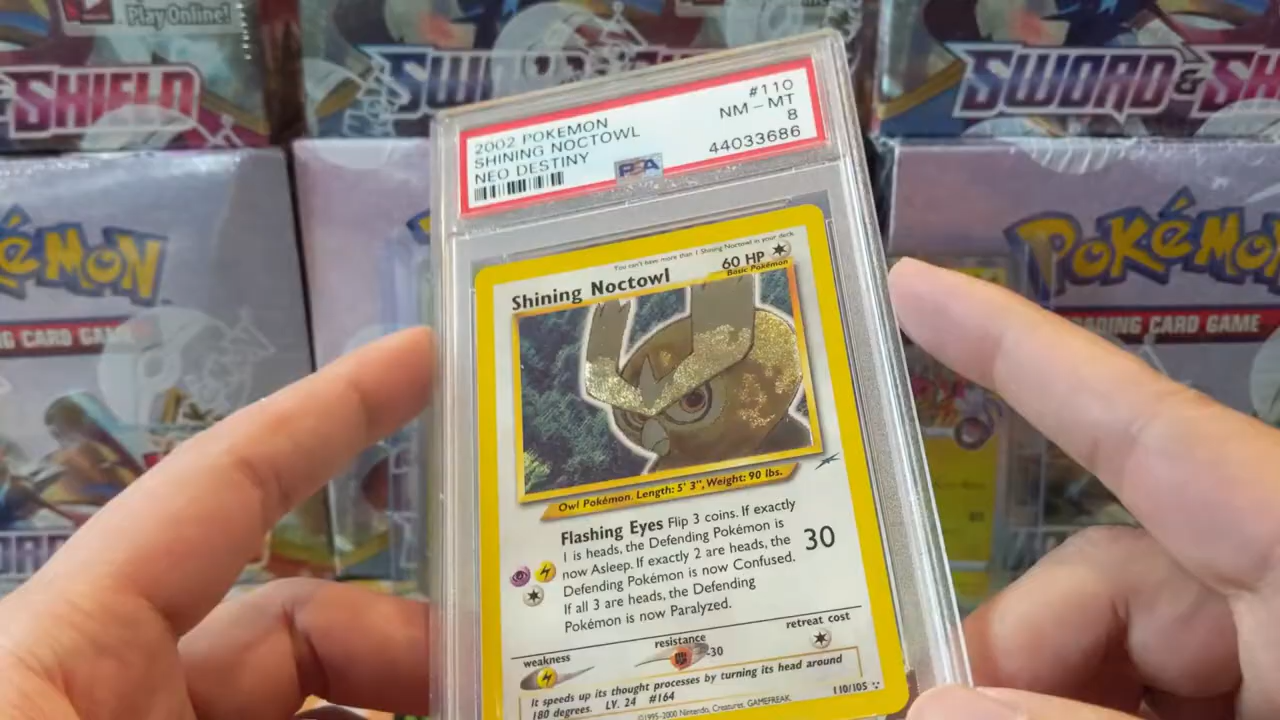 Play Online!
SHIELD
SWORD
SWORD & SH
POKéMON
TRADING CARD GAME
2002 POKEMON
SHINING NOCTOWL
NEO DESTINY
#110
NM - MT
8
44033686
PSA
You can't have more than 1 Shining Noctowl in your deck.
Shining Noctowl
60 HP
Basic Pokémon
Owl Pokémon. Length: 5' 3", Weight: 90 lbs.
Flashing Eyes Flip 3 coins. If exactly
1 is heads, the Defending Pokémon is
now Asleep. If exactly 2 are heads, the
Defending Pokémon is now Confused.
If all 3 are heads, the Defending
Pokémon is now Paralyzed.
30
weakness
resistance
30
retreat cost
It speeds up its thought processes by turning its head around
180 degrees. LV. 24 #164
©1995-2000 Nintendo, Creatures, GAMEFREAK.
110/105